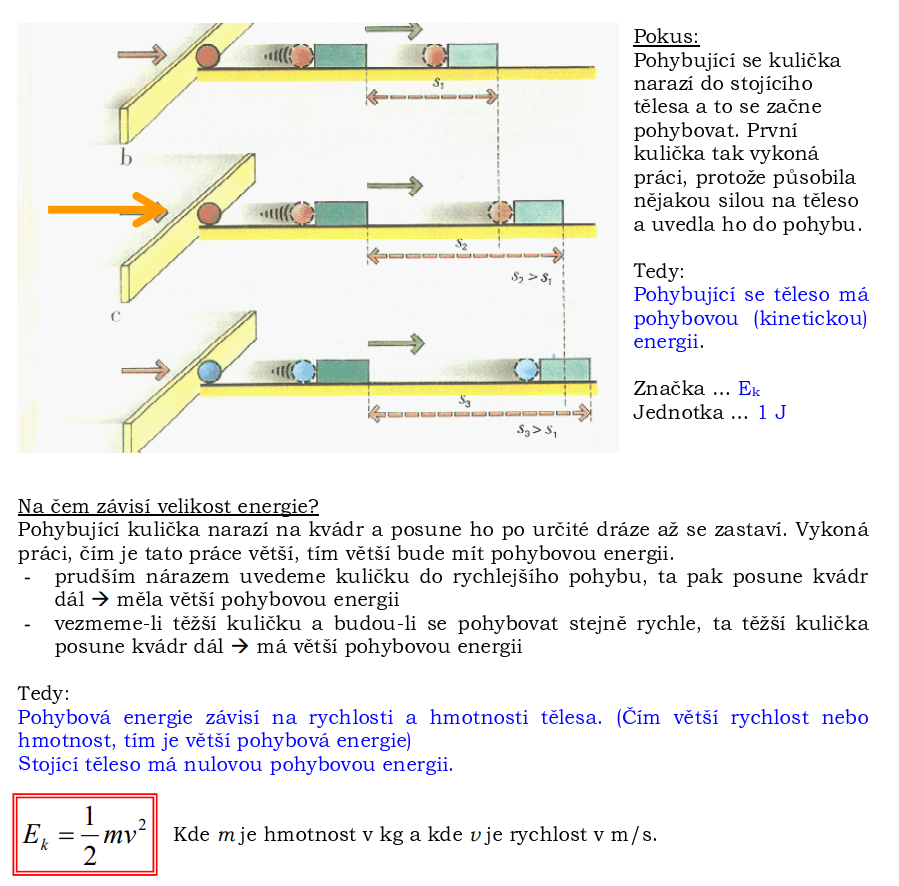 s₁
b
s₂
s₂ > s₁
c
s₃
s₃ > s₁
Pokus:
Pohybující se kulička
narazí do stojícího
tělesa a to se začne
pohybovat. První
kulička tak vykoná
práci, protože působila
nějakou silou na těleso
a uvedla ho do pohybu.
Tedy:
Pohybující se těleso má
pohybovou (kinetickou)
energii.
Značka ... Eₖ
Jednotka ... 1 J
Na čem závisí velikost energie?
Pohybující kulička narazí na kvádr a posune ho po určité dráze až se zastaví. Vykoná
práci, čím je tato práce větší, tím větší bude mít pohybovou energii.
- prudším nárazem uvedeme kuličku do rychlejšího pohybu, ta pak posune kvádr
dál → měla větší pohybovou energii
- vezmeme-li těžší kuličku a budou-li se pohybovat stejně rychle, ta těžší kulička
posune kvádr dál → má větší pohybovou energii
Tedy:
Pohybová energie závisí na rychlosti a hmotnosti tělesa. (Čím větší rychlost nebo
hmotnost, tím je větší pohybová energie)
Stojící těleso má nulovou pohybovou energii.
Eₖ = 1/2 mv² Kde m je hmotnost v kg a kde v je rychlost v m/s.